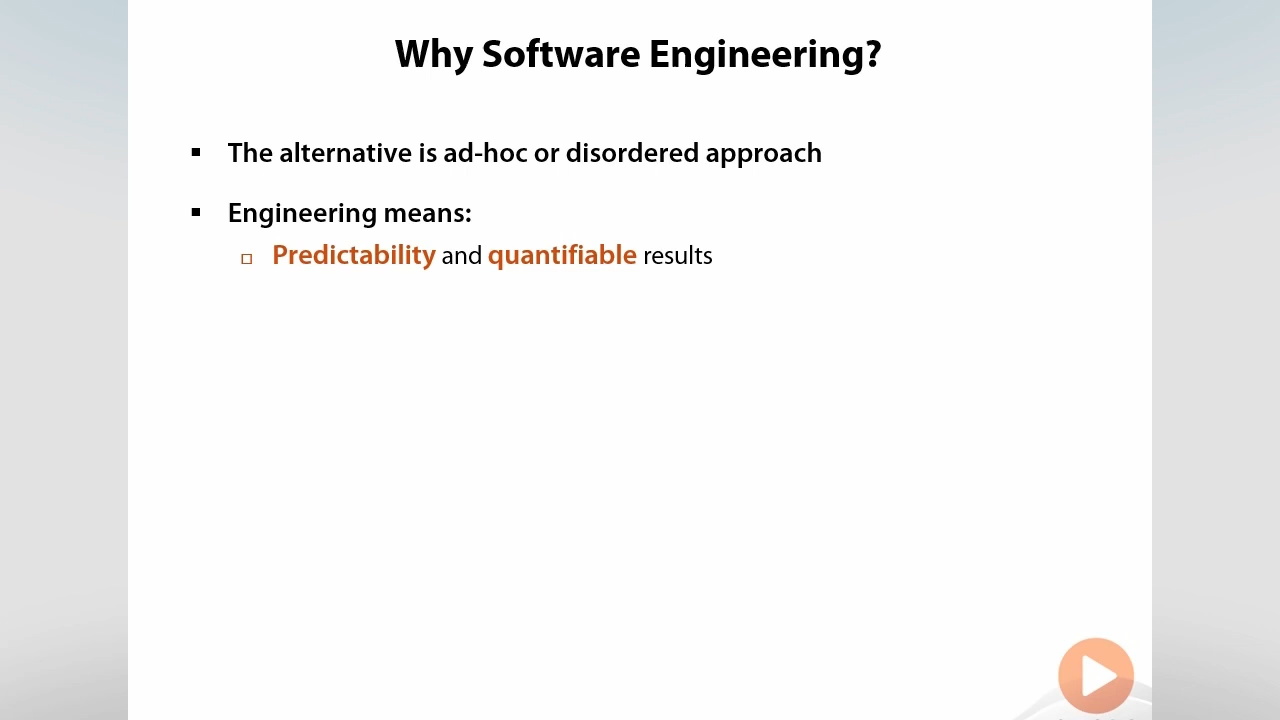 Why Software Engineering?
The alternative is ad-hoc or disordered approach
Engineering means:
Predictability and quantifiable results